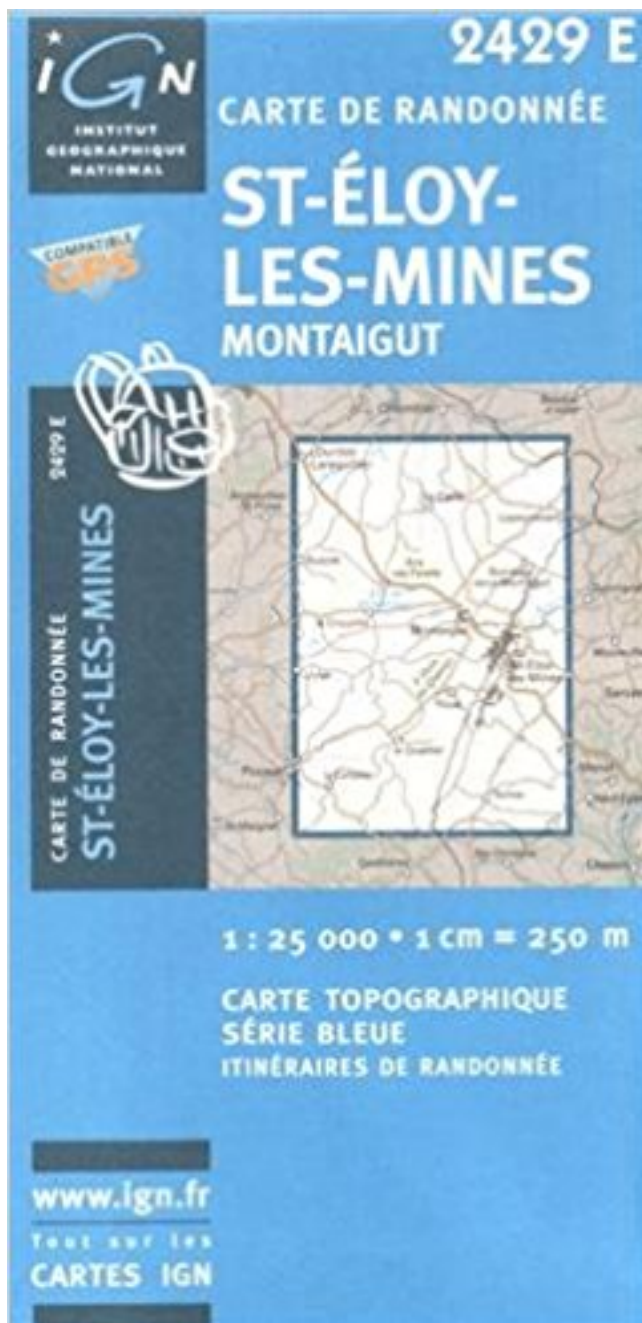 2429 E
IGN
INSTITUT
GEOGRAPHIQUE
NATIONAL
CARTE DE RANDONNÉE
ST-ÉLOY-
LES-MINES
MONTAIGUT
COMPATIBLE
GPS
2429 E
CARTE DE RANDONNÉE
ST-ÉLOY-LES-MINES
1 : 25 000 • 1 cm = 250 m
CARTE TOPOGRAPHIQUE
SÉRIE BLEUE
ITINÉRAIRES DE RANDONNÉE
www.ign.fr
Tout sur les
CARTES IGN